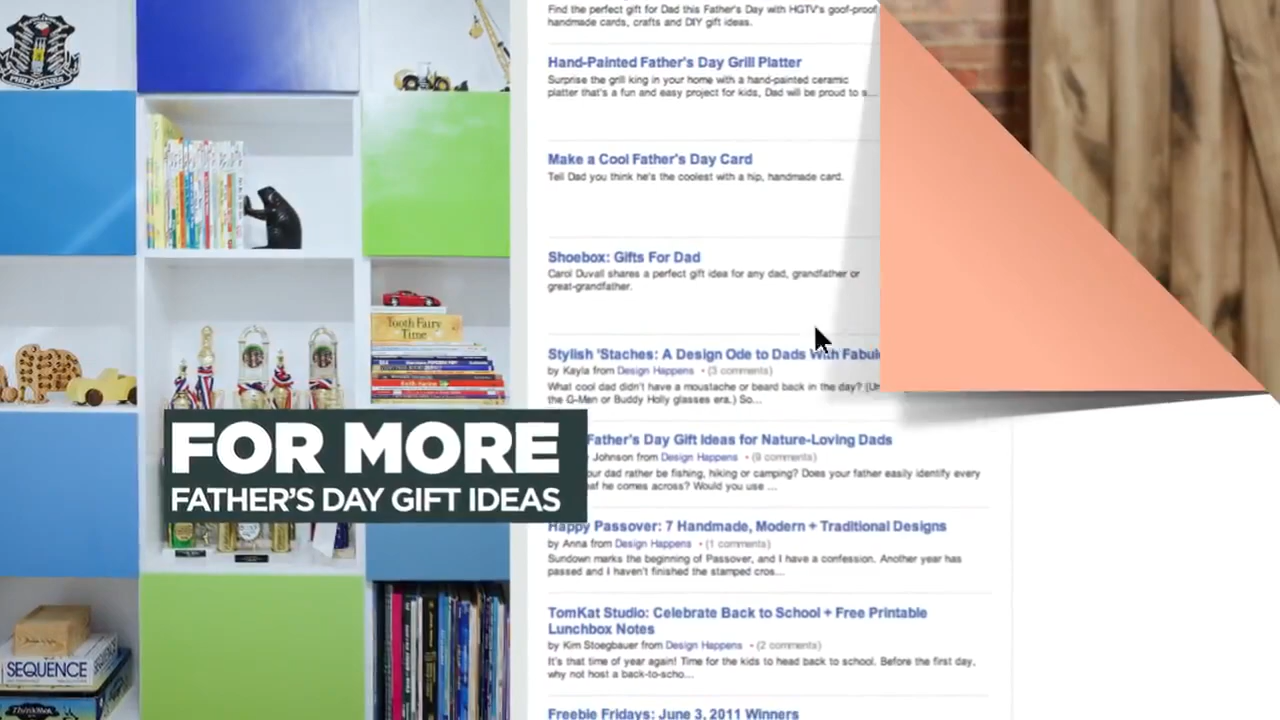 PHILIPPINES
Tooth Fairy
Time
FOR MORE
FATHER'S DAY GIFT IDEAS
SEQUENCE
ThinkFun
Find the perfect gift for Dad this Father's Day with HGTV's goof-proof
handmade cards, crafts and DIY gift ideas.
Hand-Painted Father's Day Grill Platter
Surprise the grill king in your home with a hand-painted ceramic
platter that's a fun and easy project for kids, Dad will be proud to s...
Make a Cool Father's Day Card
Tell Dad you think he's the coolest with a hip, handmade card.
Shoebox: Gifts For Dad
Carol Duvall shares a perfect gift idea for any dad, grandfather or
great-grandfather.
Stylish 'Staches: A Design Ode to Dads With Fabul
by Kayla from Design Happens • (3 comments)
What cool dad didn't have a moustache or beard back in the day? (Uh
the G-Men or Buddy Holly glasses era.) So...
Father's Day Gift Ideas for Nature-Loving Dads
Johnson from Design Happens • (9 comments)
our dad rather be fishing, hiking or camping? Does your father easily identify every
af he comes across? Would you use ...
Happy Passover: 7 Handmade, Modern + Traditional Designs
by Anna from Design Happens • (1 comments)
Sundown marks the beginning of Passover, and I have a confession. Another year has
passed and I haven't finished the stamped cros...
TomKat Studio: Celebrate Back to School + Free Printable
Lunchbox Notes
by Kim Stoegbauer from Design Happens • (2 comments)
It's that time of year again! Time for the kids to head back to school. Before the first day,
why not host a back-to-scho...
Freebie Fridays: June 3, 2011 Winners